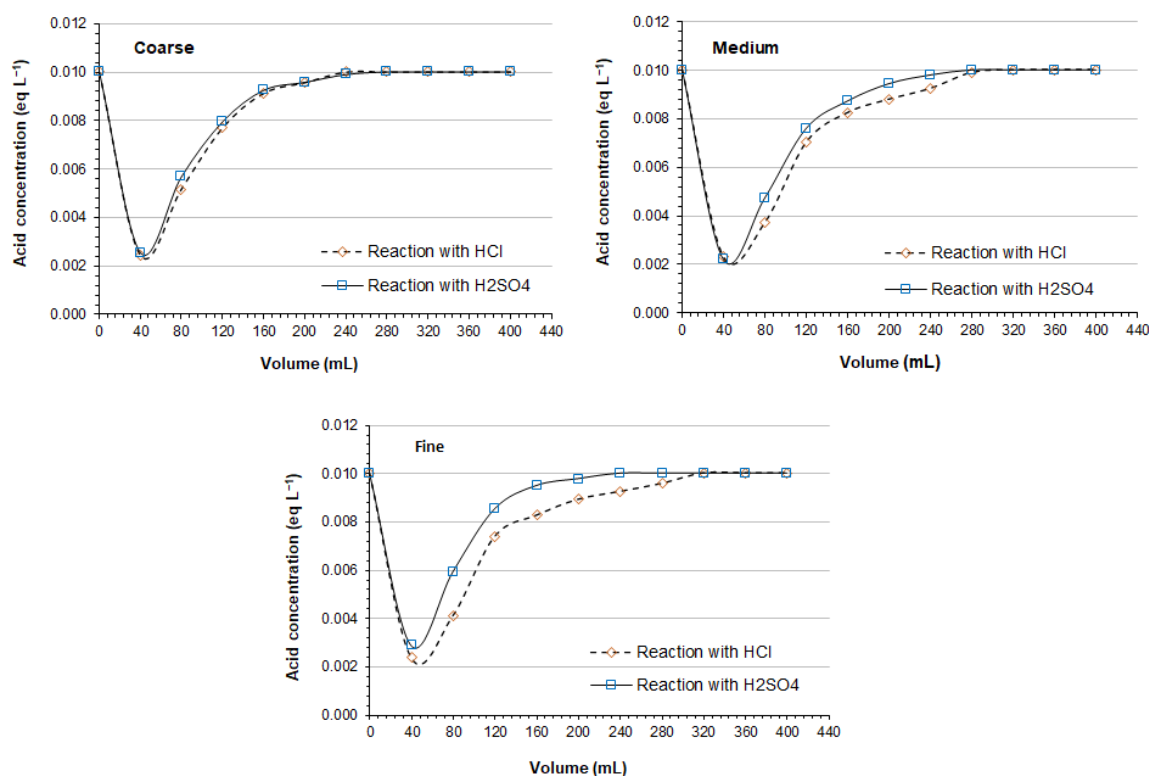 Coarse
Acid concentration (eq L⁻¹)
0.012
0.010
0.008
0.006
0.004
0.002
0.000
Reaction with HCl
Reaction with H2SO4
0 40 80 120 160 200 240 280 320 360 400 440
Volume (mL)
Medium
Acid concentration (eq L⁻¹)
0.012
0.010
0.008
0.006
0.004
0.002
0.000
Reaction with HCl
Reaction with H2SO4
0 40 80 120 160 200 240 280 320 360 400 440
Volume (mL)
Fine
Acid concentration (eq L⁻¹)
0.012
0.010
0.008
0.006
0.004
0.002
0.000
Reaction with HCl
Reaction with H2SO4
0 40 80 120 160 200 240 280 320 360 400 440
Volume (mL)